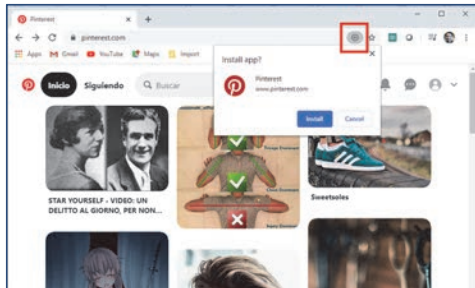 Pinterest
pinterest.com
Apps Gmail YouTube Maps Import
Install app?
Pinterest
www.pinterest.com
Install Cancel
Inicio Siguiendo Buscar
STAR YOURSELF - VIDEO: UN
DELITTO AL GIORNO, PER NON...
Sweetsoles